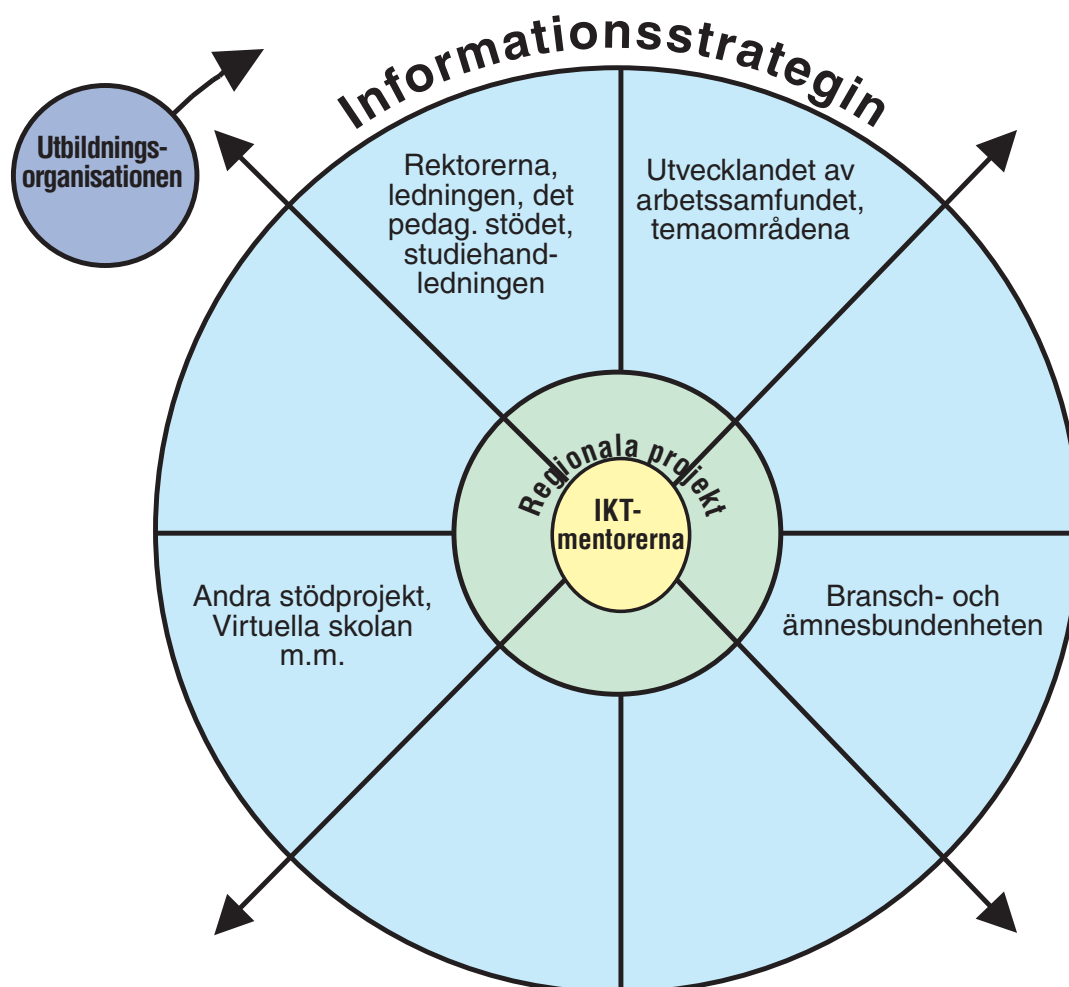 Informationsstrategin
Utbildnings-
organisationen
Rektorerna,
ledningen, det
pedag. stödet,
studiehand-
ledningen
Utvecklandet av
arbetssamfundet,
temaområdena
Regionala projekt
IKT-
mentorerna
Andra stödprojekt,
Virtuella skolan
m.m.
Bransch- och
ämnesbundenheten